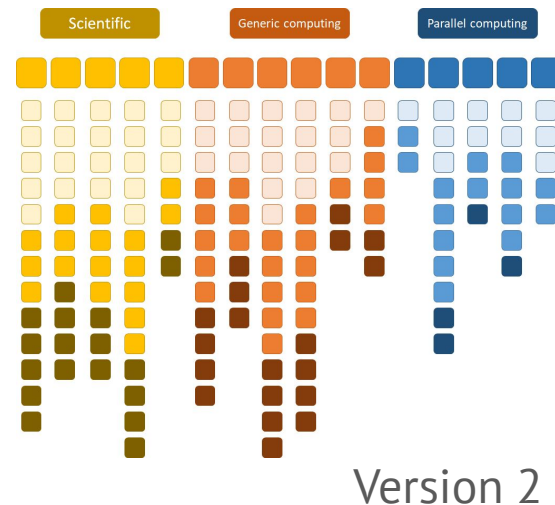 Scientific
Generic computing
Parallel computing
Version 2